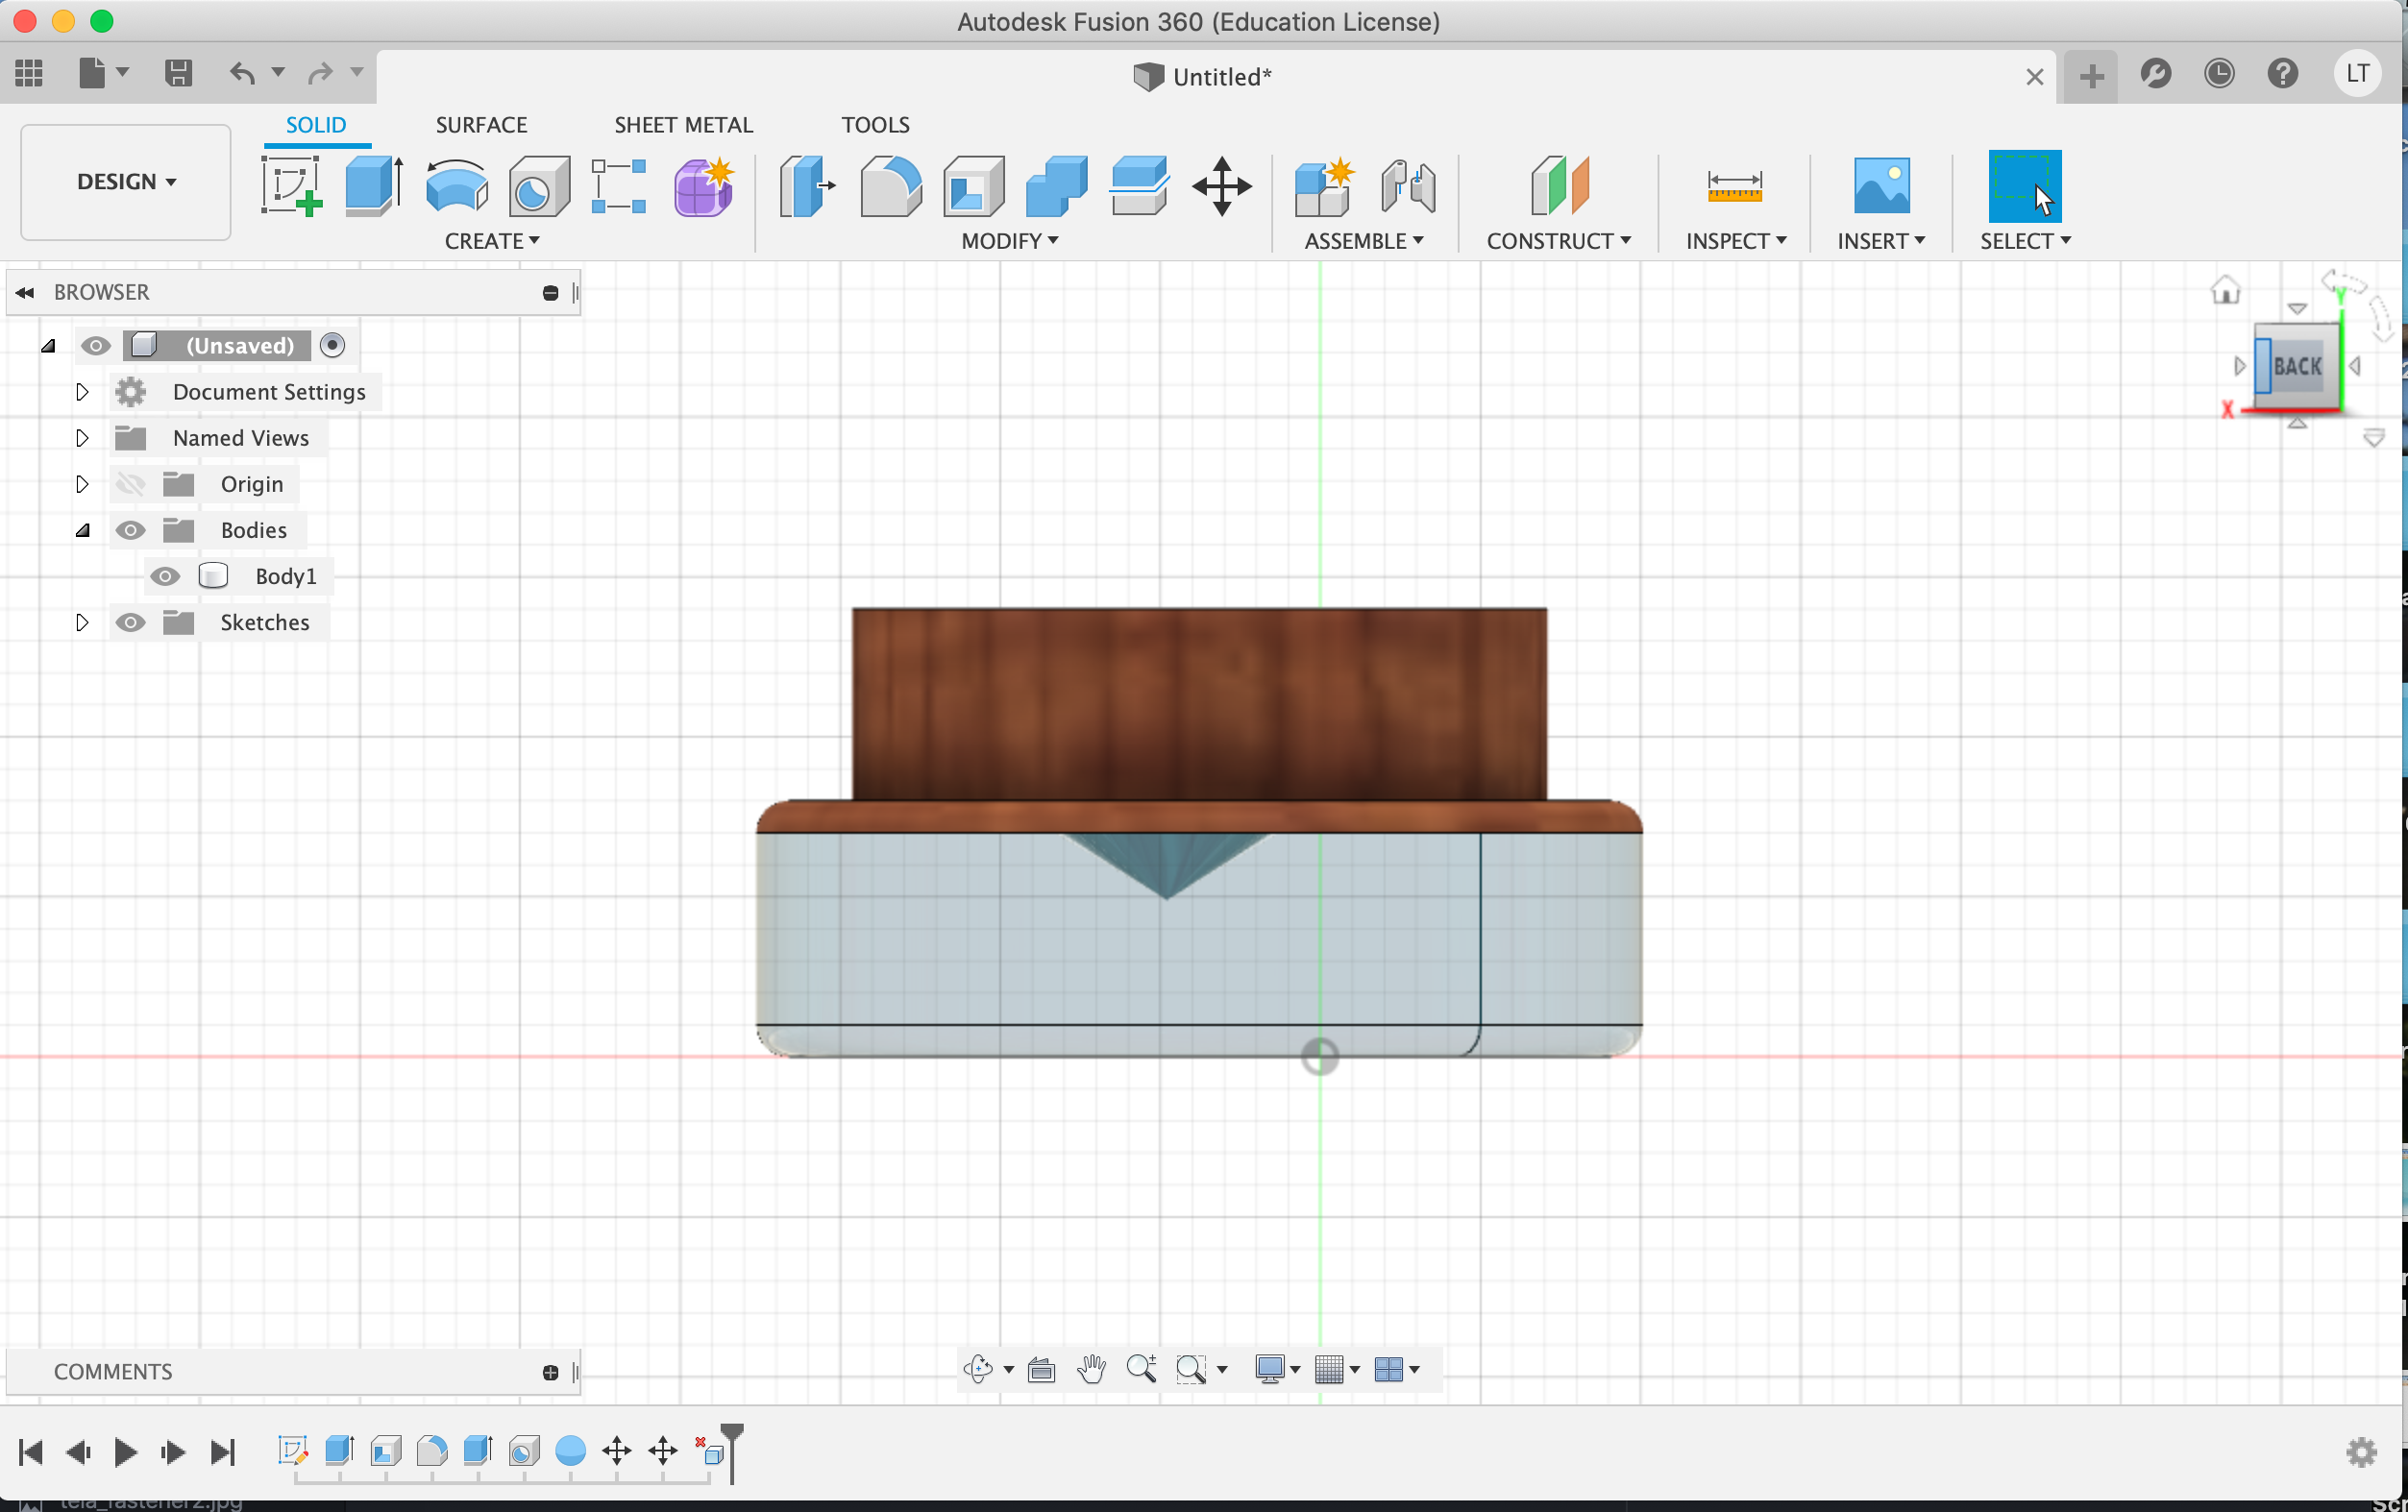 Autodesk Fusion 360 (Education License)
Untitled*
LT
SOLID SURFACE SHEET METAL TOOLS
DESIGN
CREATE MODIFY ASSEMBLE CONSTRUCT INSPECT INSERT SELECT
BROWSER
(Unsaved)
Document Settings
Named Views
Origin
Bodies
Body1
Sketches
Y
BACK
X
COMMENTS